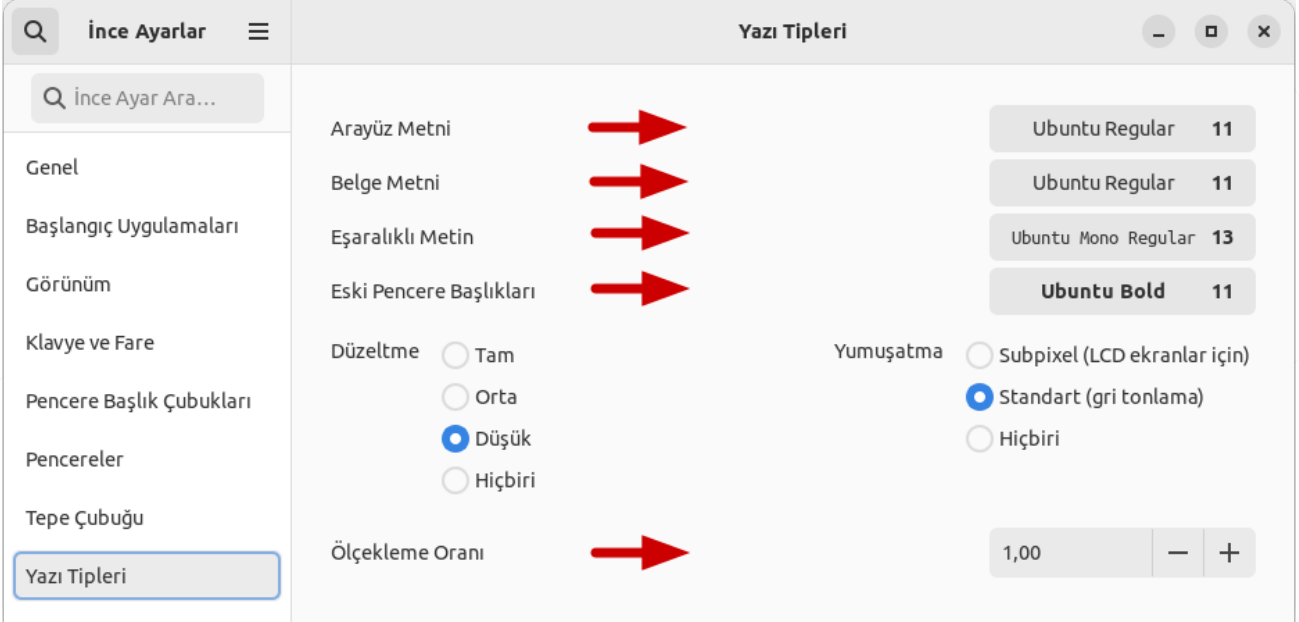 İnce Ayarlar
Yazı Tipleri
İnce Ayar Ara...
Genel
Başlangıç Uygulamaları
Görünüm
Klavye ve Fare
Pencere Başlık Çubukları
Pencereler
Tepe Çubuğu
Yazı Tipleri
Arayüz Metni Ubuntu Regular 11
Belge Metni Ubuntu Regular 11
Eşaralıklı Metin Ubuntu Mono Regular 13
Eski Pencere Başlıkları Ubuntu Bold 11
Düzeltme
Tam
Orta
Düşük
Hiçbiri
Yumuşatma
Subpixel (LCD ekranlar için)
Standart (gri tonlama)
Hiçbiri
Ölçekleme Oranı 1,00 − +